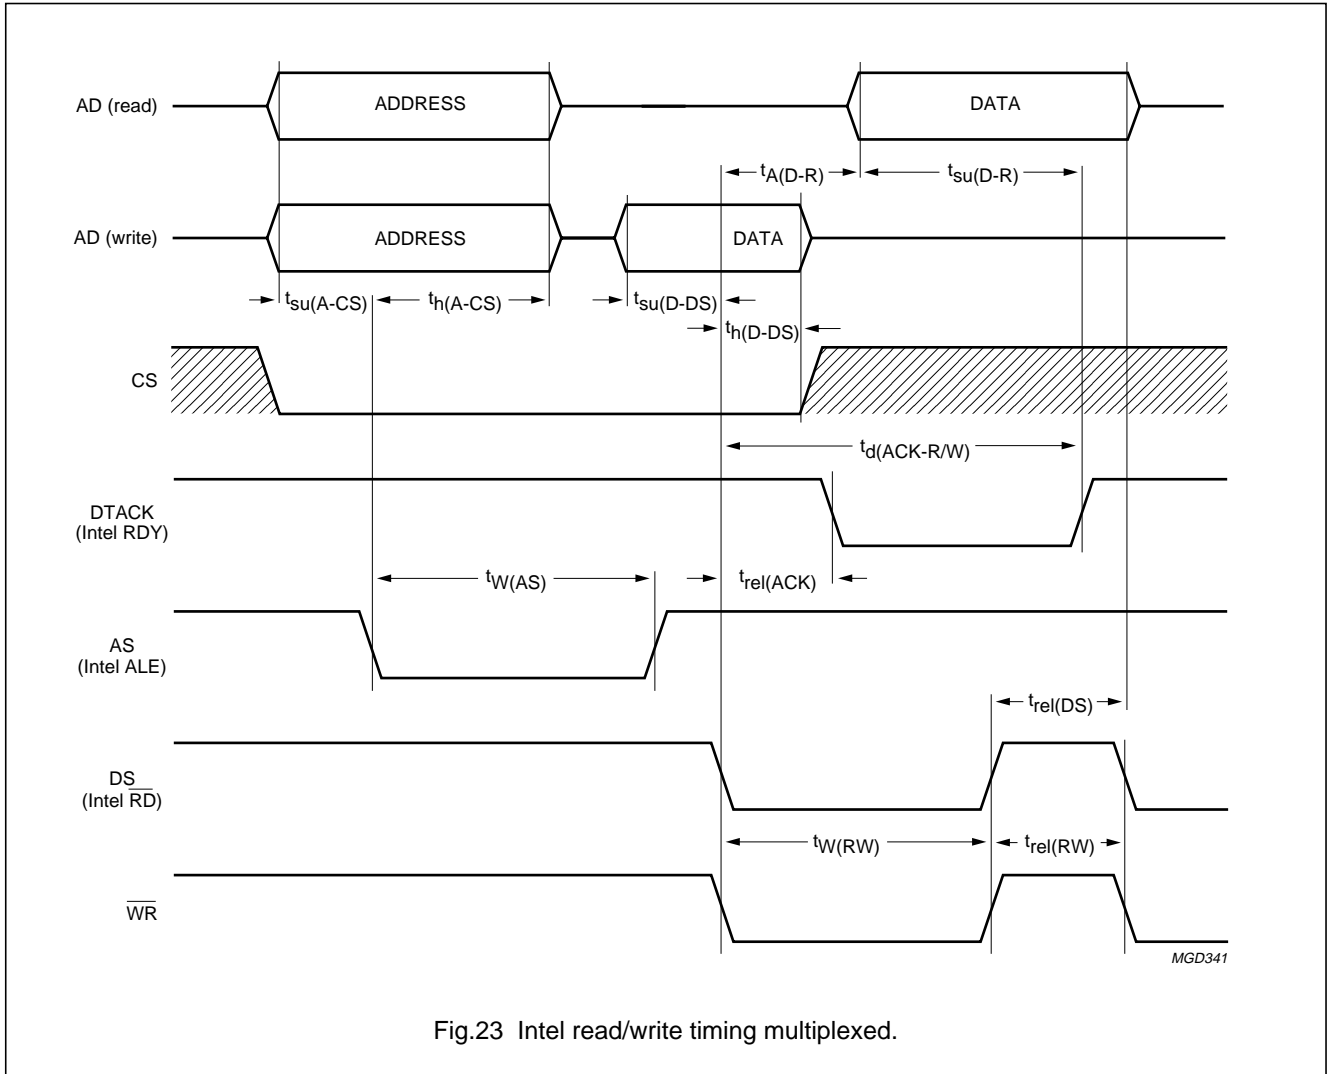 AD (read)
ADDRESS
DATA
tA(D-R)
tsu(D-R)
AD (write)
ADDRESS
DATA
tsu(A-CS)
th(A-CS)
tsu(D-DS)
th(D-DS)
CS
td(ACK-R/W)
DTACK
(Intel RDY)
tW(AS)
trel(ACK)
AS
(Intel ALE)
trel(DS)
DS
(Intel R̅D̅)
tW(RW)
trel(RW)
W̅R̅
MGD341
Fig.23 Intel read/write timing multiplexed.